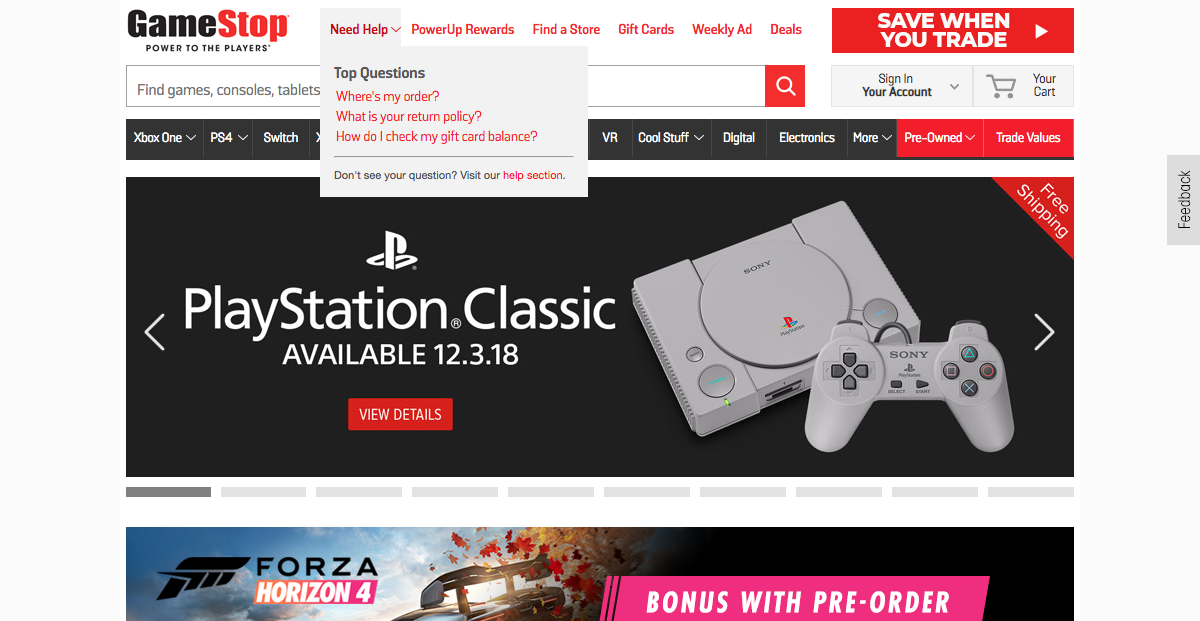 GameStop
POWER TO THE PLAYERS
Need Help
PowerUp Rewards
Find a Store
Gift Cards
Weekly Ad
Deals
SAVE WHEN
YOU TRADE
Top Questions
Where's my order?
What is your return policy?
How do I check my gift card balance?
Don't see your question? Visit our help section.
Find games, consoles, tablets
Sign In
Your Account
Your
Cart
Xbox One
PS4
Switch
VR
Cool Stuff
Digital
Electronics
More
Pre-Owned
Trade Values
Feedback
Free
Shipping
PlayStation®Classic
AVAILABLE 12.3.18
VIEW DETAILS
SONY
PlayStation
SONY
PlayStation
SELECT
START
FORZA
HORIZON 4
BONUS WITH PRE-ORDER